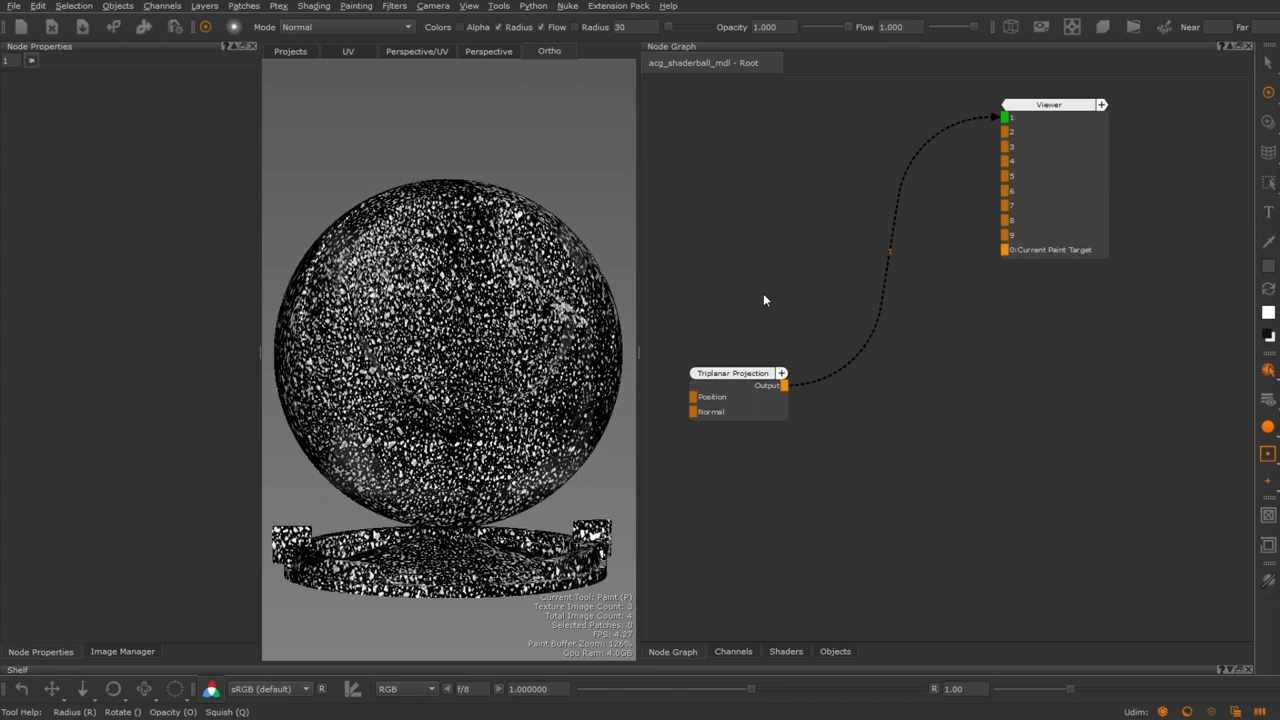 File Edit Selection Objects Channels Layers Patches Ptex Shading Painting Filters Camera View Tools Python Nuke Extension Pack Help
Mode Normal Colors Alpha Radius Flow Radius 30 Opacity 1.000 Flow 1.000 Near Far
Node Properties
1
Projects UV Perspective/UV Perspective Ortho
Node Graph
acg_shaderball_mdl - Root
Viewer
1
2
3
4
5
6
7
8
9
0:Current Paint Target
Triplanar Projection
Output
Position
Normal
Current Tool: Paint (P)
Texture Image Count: 3
Total Image Count: 4
Selected Patches: 0
FPS: 4.27
Paint Buffer Zoom: 126%
Gpu Ram: 4.0GB
Node Properties Image Manager
Node Graph Channels Shaders Objects
Shelf
sRGB (default) R RGB f/8 1.000000 R 1.00
Tool Help: Radius (R) Rotate () Opacity (O) Squish (Q) Udim: